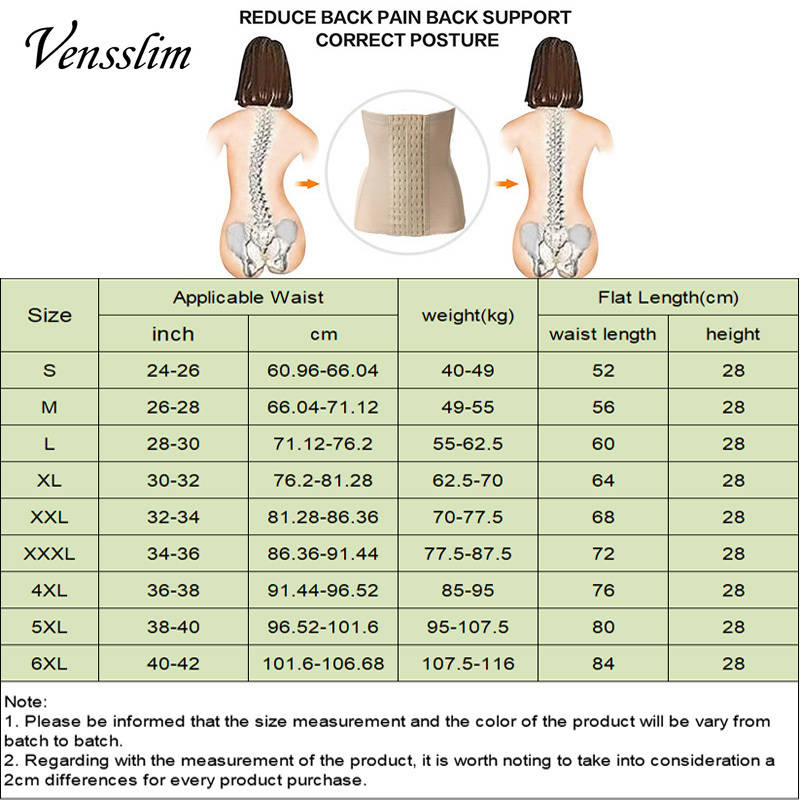 Vensslim
REDUCE BACK PAIN BACK SUPPORT
CORRECT POSTURE
Size Applicable Waist weight(kg) Flat Length(cm)
inch cm waist length height
S 24-26 60.96-66.04 40-49 52 28
M 26-28 66.04-71.12 49-55 56 28
L 28-30 71.12-76.2 55-62.5 60 28
XL 30-32 76.2-81.28 62.5-70 64 28
XXL 32-34 81.28-86.36 70-77.5 68 28
XXXL 34-36 86.36-91.44 77.5-87.5 72 28
4XL 36-38 91.44-96.52 85-95 76 28
5XL 38-40 96.52-101.6 95-107.5 80 28
6XL 40-42 101.6-106.68 107.5-116 84 28
Note:
1. Please be informed that the size measurement and the color of the product will be vary from
batch to batch.
2. Regarding with the measurement of the product, it is worth noting to take into consideration a
2cm differences for every product purchase.